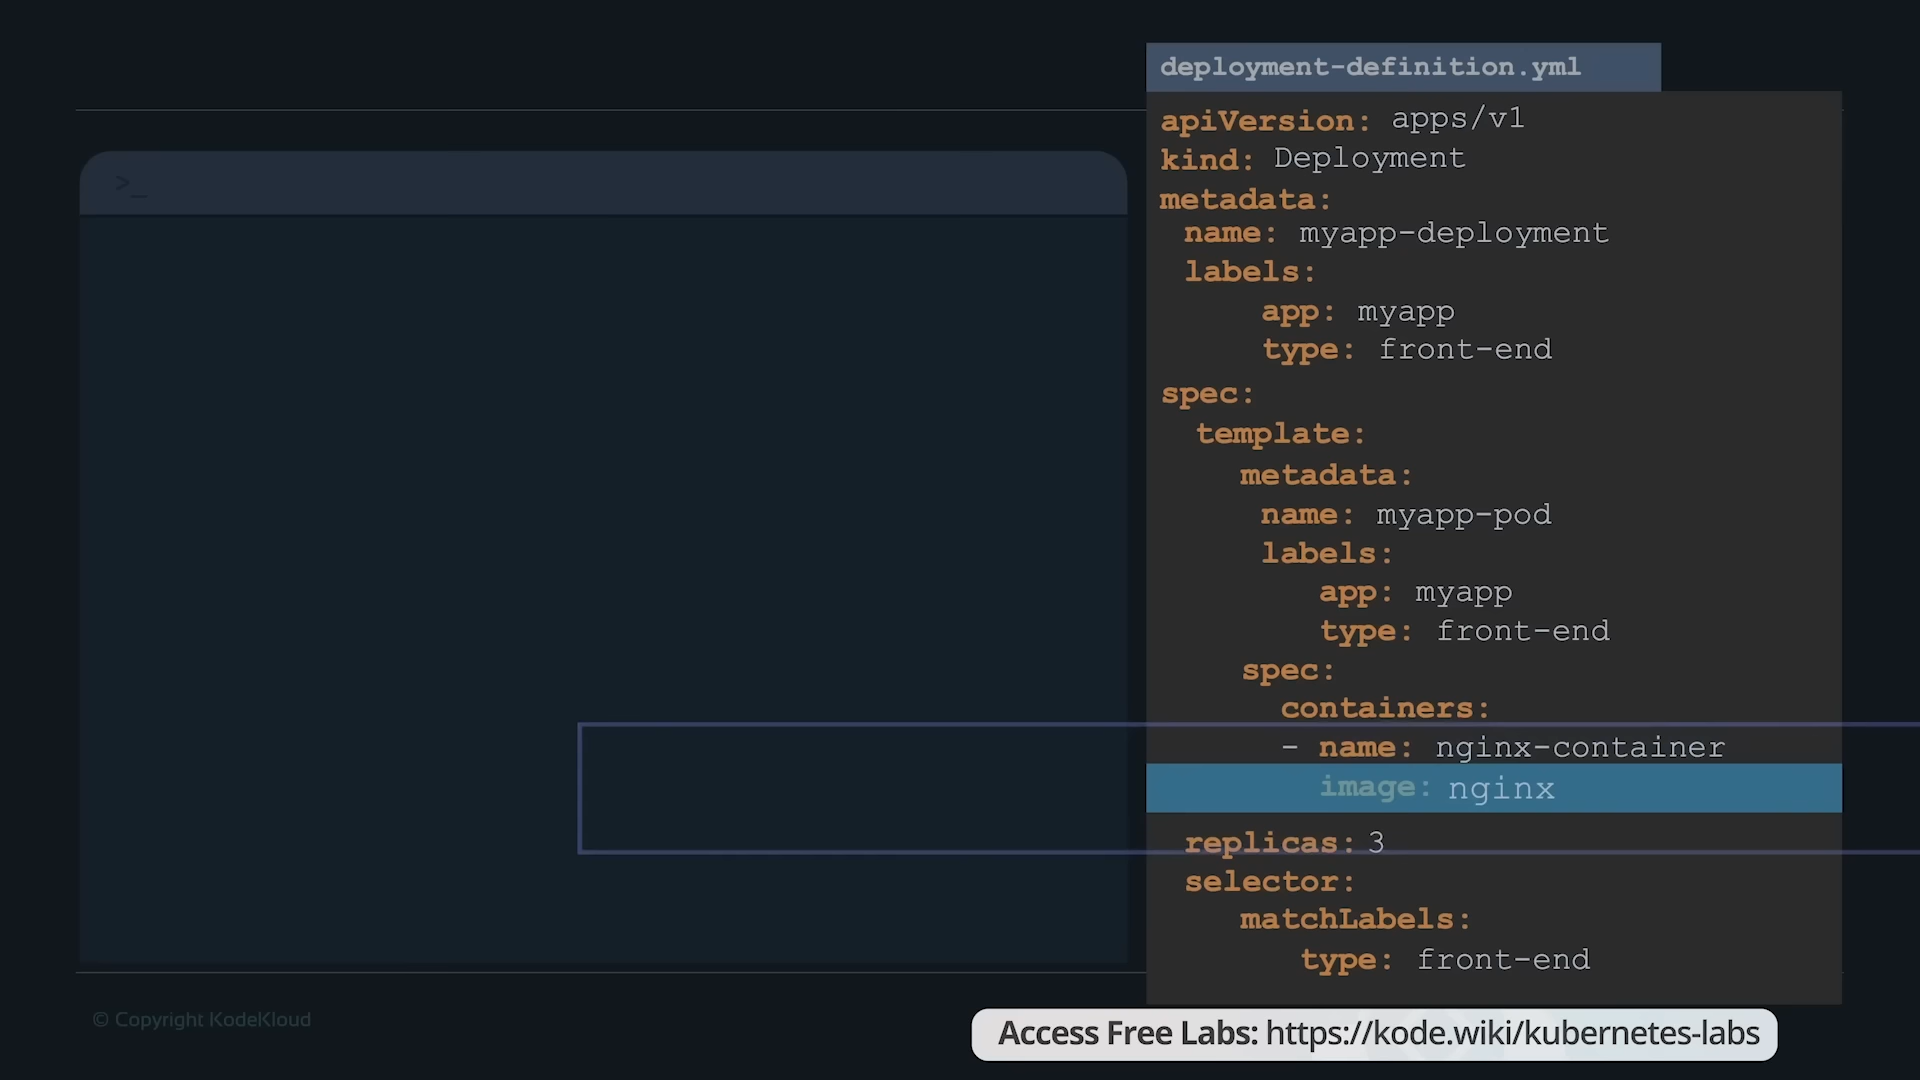 >_
deployment-definition.yml
apiVersion: apps/v1
kind: Deployment
metadata:
name: myapp-deployment
labels:
app: myapp
type: front-end
spec:
template:
metadata:
name: myapp-pod
labels:
app: myapp
type: front-end
spec:
containers:
- name: nginx-container
image: nginx
replicas: 3
selector:
matchLabels:
type: front-end
© Copyright KodeKloud
Access Free Labs: https://kode.wiki/kubernetes-labs